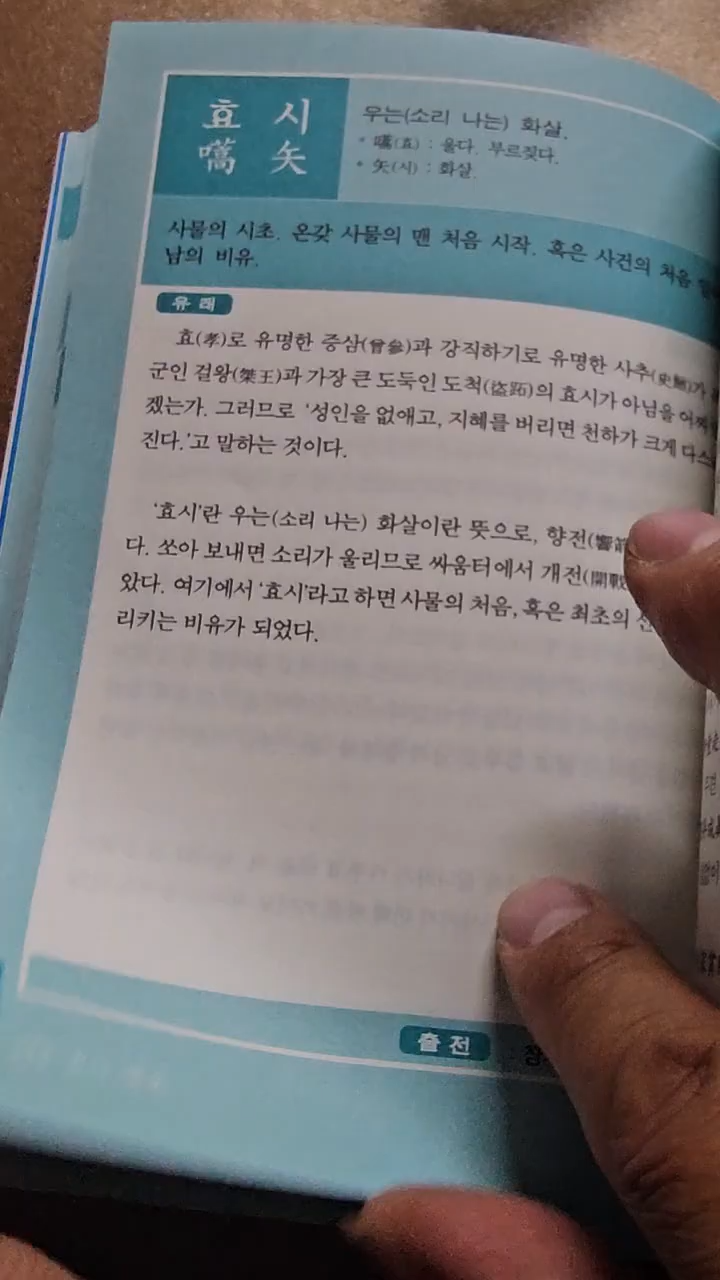 효 시
嚆 矢
우는(소리 나는) 화살.
* 嚆(효) : 울다. 부르짖다.
* 矢(시) : 화살.
사물의 시초. 온갖 사물의 맨 처음 시작. 혹은 사건의 처음
남의 비유.
유 래
효(孝)로 유명한 증삼(曾參)과 강직하기로 유명한 사추(史鰌)가
군인 걸왕(桀王)과 가장 큰 도둑인 도척(盜跖)의 효시가 아님을 어찌
겠는가. 그러므로 '성인을 없애고, 지혜를 버리면 천하가 크게 다스
진다.'고 말하는 것이다.
'효시'란 우는(소리 나는) 화살이란 뜻으로, 향전(響箭
다. 쏘아 보내면 소리가 울리므로 싸움터에서 개전(開戰
왔다. 여기에서 '효시'라고 하면 사물의 처음, 혹은 최초의 선
리키는 비유가 되었다.
출 전 :